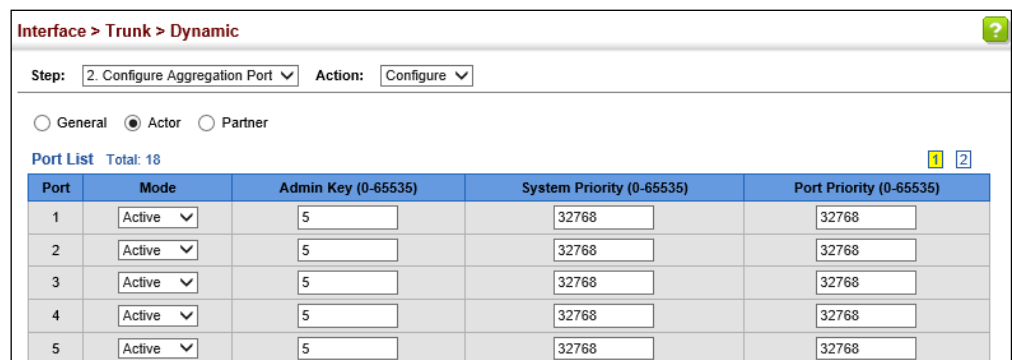 Interface > Trunk > Dynamic ?
Step: 2. Configure Aggregation Port Action: Configure
General Actor Partner
Port List Total: 18 1 2
Port Mode Admin Key (0-65535) System Priority (0-65535) Port Priority (0-65535)
1 Active 5 32768 32768
2 Active 5 32768 32768
3 Active 5 32768 32768
4 Active 5 32768 32768
5 Active 5 32768 32768